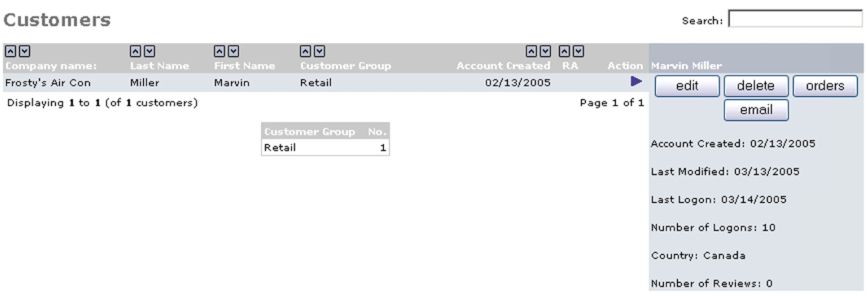 Customers
Search:
Company name: Last Name First Name Customer Group Account Created RA Action Marvin Miller
Frosty's Air Con Miller Marvin Retail 02/13/2005
edit delete orders
Displaying 1 to 1 (of 1 customers) Page 1 of 1
email
Customer Group No.
Retail 1
Account Created: 02/13/2005
Last Modified: 03/13/2005
Last Logon: 03/14/2005
Number of Logons: 10
Country: Canada
Number of Reviews: 0